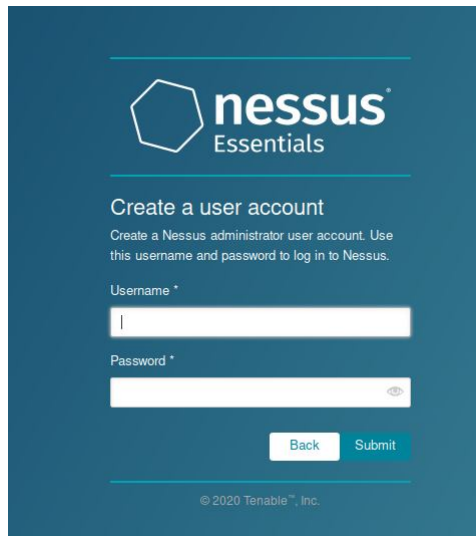 nessus®
Essentials
Create a user account
Create a Nessus administrator user account. Use
this username and password to log in to Nessus.
Username *
Password *
Back Submit
© 2020 Tenable™, Inc.